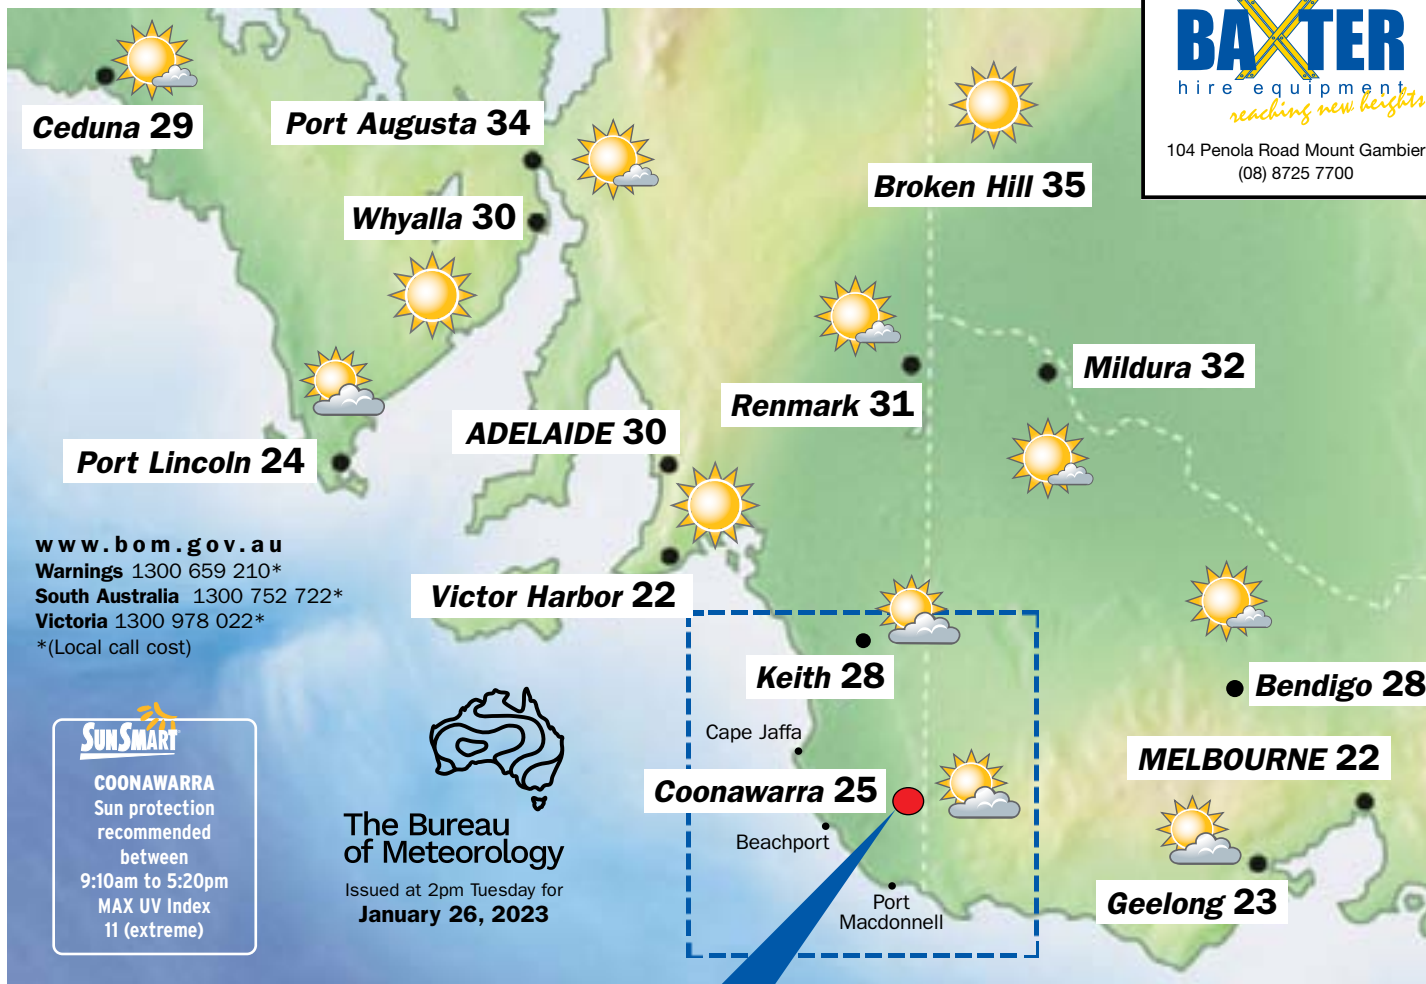 BAXTER
hire equipment
reaching new heights
104 Penola Road Mount Gambier
(08) 8725 7700
Ceduna 29
Port Augusta 34
Broken Hill 35
Whyalla 30
Mildura 32
Renmark 31
ADELAIDE 30
Port Lincoln 24
www.bom.gov.au
Warnings 1300 659 210*
South Australia 1300 752 722*
Victoria 1300 978 022*
*(Local call cost)
Victor Harbor 22
Keith 28
Bendigo 28
Cape Jaffa
MELBOURNE 22
Coonawarra 25
Beachport
Geelong 23
Port
Macdonnell
SUNSMART
COONAWARRA
Sun protection
recommended
between
9:10am to 5:20pm
MAX UV Index
11 (extreme)
The Bureau
of Meteorology
Issued at 2pm Tuesday for
January 26, 2023